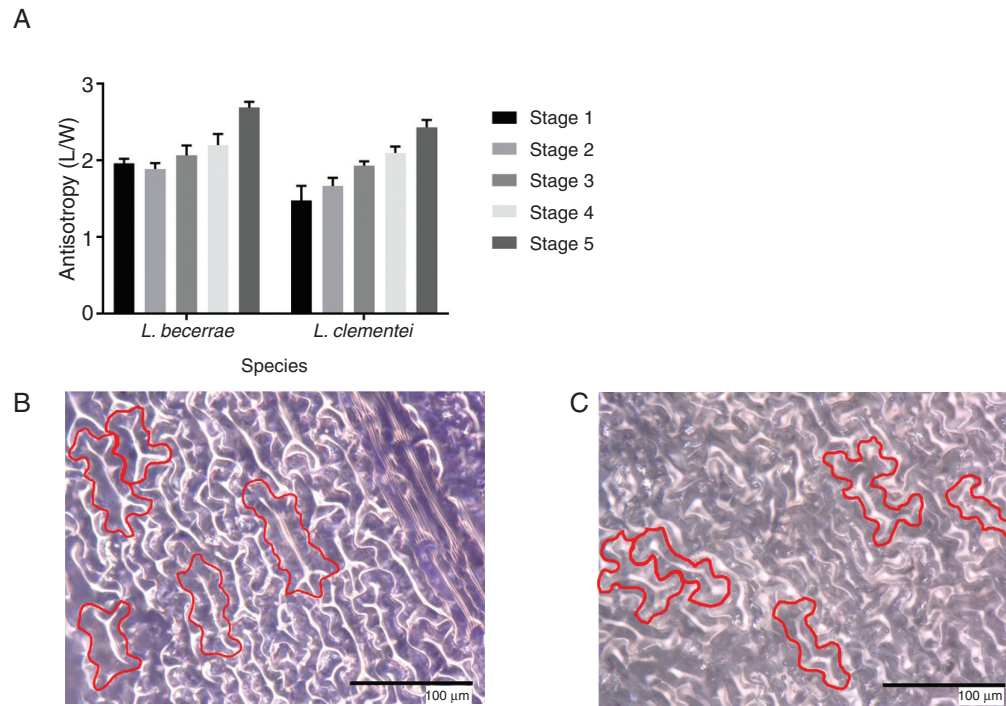 A
Antisotropy (L/W)
3
2
1
0
L. becerrae
L. clementei
Species
Stage 1
Stage 2
Stage 3
Stage 4
Stage 5
B
100 μm
C
100 μm